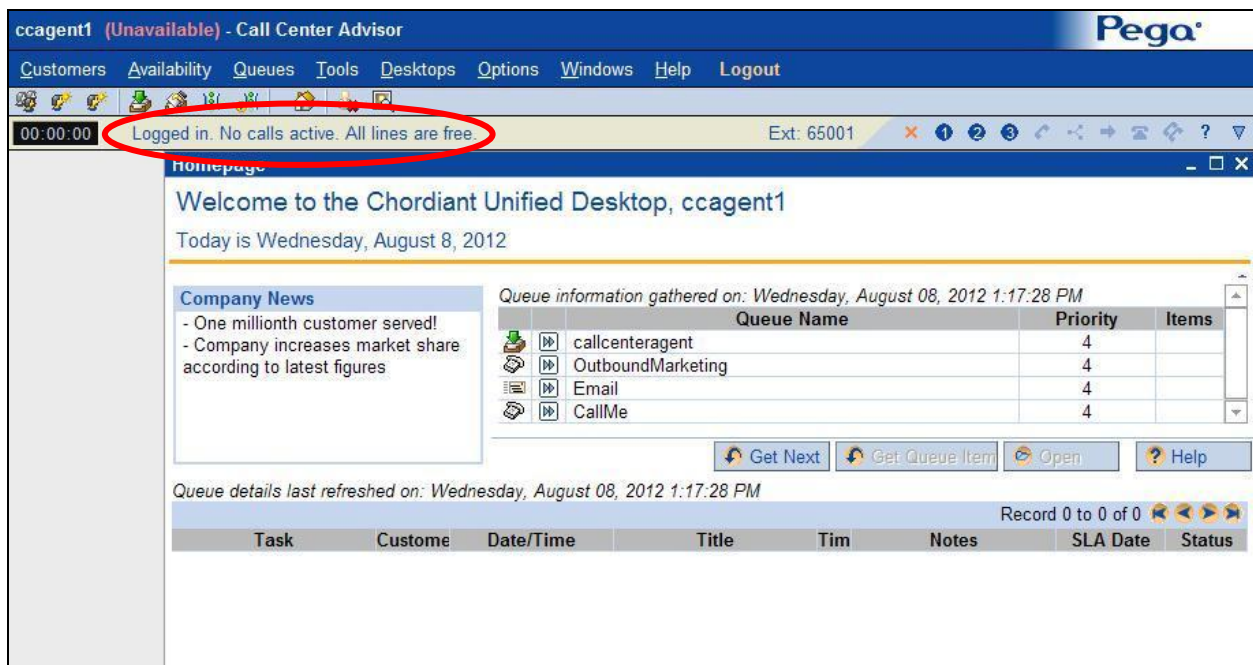 ccagent1 (Unavailable) - Call Center Advisor
Pega
Customers Availability Queues Tools Desktops Options Windows Help Logout
00:00:00 Logged in. No calls active. All lines are free. Ext: 65001 1 2 3 ?
Homepage
Welcome to the Chordiant Unified Desktop, ccagent1
Today is Wednesday, August 8, 2012
Company News
- One millionth customer served!
- Company increases market share
according to latest figures
Queue information gathered on: Wednesday, August 08, 2012 1:17:28 PM
Queue Name Priority Items
callcenteragent 4
OutboundMarketing 4
Email 4
CallMe 4
Get Next Get Queue Item Open ? Help
Queue details last refreshed on: Wednesday, August 08, 2012 1:17:28 PM
Record 0 to 0 of 0
Task Custome Date/Time Title Tim Notes SLA Date Status